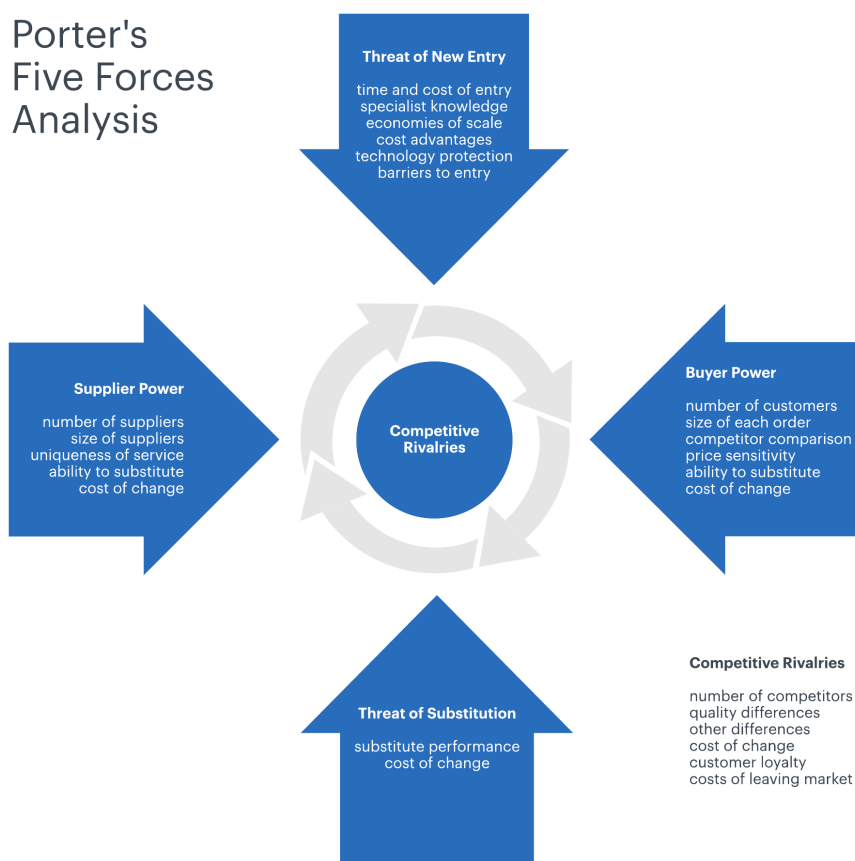 Porter's
Five Forces
Analysis
Threat of New Entry
time and cost of entry
specialist knowledge
economies of scale
cost advantages
technology protection
barriers to entry
Supplier Power
number of suppliers
size of suppliers
uniqueness of service
ability to substitute
cost of change
Competitive
Rivalries
Buyer Power
number of customers
size of each order
competitor comparison
price sensitivity
ability to substitute
cost of change
Threat of Substitution
substitute performance
cost of change
Competitive Rivalries
number of competitors
quality differences
other differences
cost of change
customer loyalty
costs of leaving market